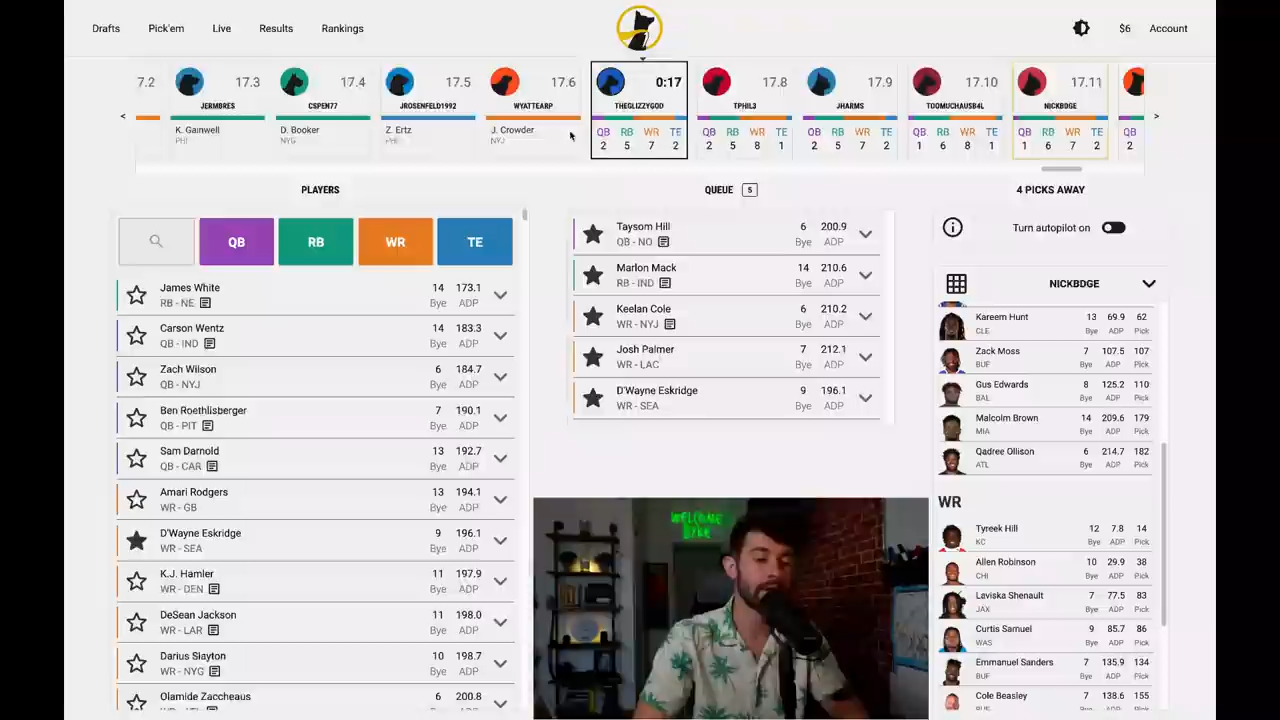 Drafts Pick'em Live Results Rankings $6 Account
7.2 17.3 17.4 17.5 17.6 0:17 17.8 17.9 17.10 17.11
JERMBRES CSPEN77 JROSENFELD1992 WYATTEARP THEGLIZZYGOD TPHIL3 JHARMS TOOMUCHAUSB4L NICKBDGE
K. Gainwell D. Booker Z. Ertz J. Crowder QB RB WR TE QB RB WR TE QB RB WR TE QB RB WR TE QB RB WR TE QB
PHI NYG PHI NYJ 2 5 7 2 2 5 8 1 2 5 7 2 1 6 8 1 1 6 7 2 2
< >
PLAYERS
QB RB WR TE
James White 14 173.1
RB - NE Bye ADP
Carson Wentz 14 183.3
QB - IND Bye ADP
Zach Wilson 6 184.7
QB - NYJ Bye ADP
Ben Roethlisberger 7 190.1
QB - PIT Bye ADP
Sam Darnold 13 192.7
QB - CAR Bye ADP
Amari Rodgers 13 194.1
WR - GB Bye ADP
D'Wayne Eskridge 9 196.1
WR - SEA Bye ADP
K.J. Hamler 11 197.9
WR - DEN Bye ADP
DeSean Jackson 11 198.0
WR - LAR Bye ADP
Darius Slayton 10 198.7
WR - NYG Bye ADP
Olamide Zaccheaus 6 200.8
QUEUE 5
Taysom Hill 6 200.9
QB - NO Bye ADP
Marlon Mack 14 210.6
RB - IND Bye ADP
Keelan Cole 6 210.2
WR - NYJ Bye ADP
Josh Palmer 7 212.1
WR - LAC Bye ADP
D'Wayne Eskridge 9 196.1
WR - SEA Bye ADP
WELCOME
4 PICKS AWAY
Turn autopilot on
NICKBDGE
Kareem Hunt 13 69.9 62
CLE Bye ADP Pick
Zack Moss 7 107.5 107
BUF Bye ADP Pick
Gus Edwards 8 125.2 110
BAL Bye ADP Pick
Malcolm Brown 14 209.6 179
MIA Bye ADP Pick
Qadree Ollison 6 214.7 182
ATL Bye ADP Pick
WR
Tyreek Hill 12 7.8 14
KC Bye ADP Pick
Allen Robinson 10 29.9 38
CHI Bye ADP Pick
Laviska Shenault 7 77.5 83
JAX Bye ADP Pick
Curtis Samuel 9 85.7 86
WAS Bye ADP Pick
Emmanuel Sanders 7 135.9 134
BUF Bye ADP Pick
Cole Beasley 7 138.6 155
BUF Bye ADP Pick